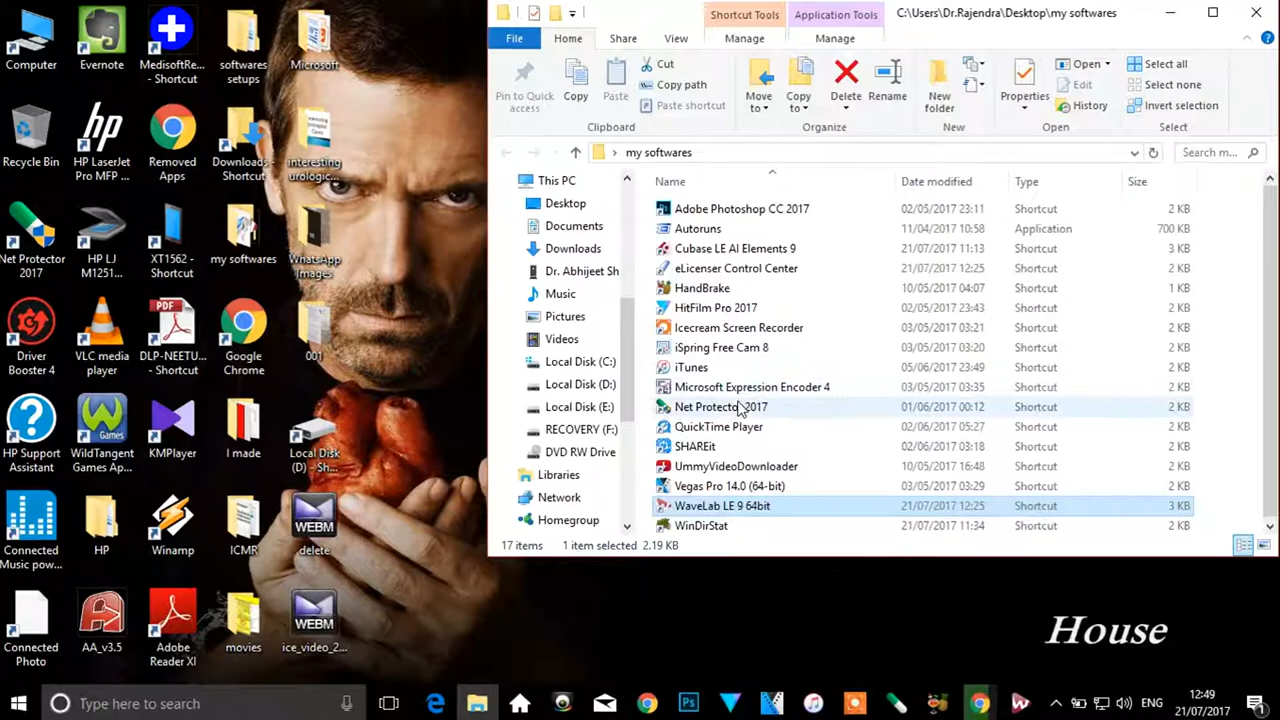 Computer
Evernote
MedisoftRe...
- Shortcut
softwares
setups
Microsoft
Recycle Bin
hp
HP LaserJet
Pro MFP ...
Removed
Apps
Downloads -
Shortcut
interesting
urologic...
Net Protector
2017
HP LJ
M1251...
XT1562 -
Shortcut
my softwares
WhatsApp
Images
Driver
Booster 4
VLC media
player
PDF
DLP-NEETU...
- Shortcut
Google
Chrome
001
HP Support
Assistant
Games
WildTangent
Games Ap...
KMPlayer
I made
Local Disk
(D) - Sh...
Connected
Music pow...
HP
Winamp
ICMR
WEBM
delete
Connected
Photo
AA_v3.5
Adobe
Reader XI
movies
WEBM
ice_video_2...
House
Shortcut Tools
Application Tools
C:\Users\Dr.Rajendra\Desktop\my softwares
File
Home
Share
View
Manage
Manage
Pin to Quick
access
Copy
Paste
Cut
Copy path
Paste shortcut
Clipboard
Move
to
Copy
to
Delete
Rename
Organize
New
folder
New
Properties
Open
Edit
History
Open
Select all
Select none
Invert selection
Select
my softwares
Search m...
This PC
Desktop
Documents
Downloads
Dr. Abhijeet Sh
Music
Pictures
Videos
Local Disk (C:)
Local Disk (D:)
Local Disk (E:)
RECOVERY (F:)
DVD RW Drive
Libraries
Network
Homegroup
Name Date modified Type Size
Adobe Photoshop CC 2017 02/05/2017 23:11 Shortcut 2 KB
Autoruns 11/04/2017 10:58 Application 700 KB
Cubase LE AI Elements 9 21/07/2017 11:13 Shortcut 3 KB
eLicenser Control Center 21/07/2017 12:25 Shortcut 2 KB
HandBrake 10/05/2017 04:07 Shortcut 1 KB
HitFilm Pro 2017 02/05/2017 23:43 Shortcut 2 KB
Icecream Screen Recorder 03/05/2017 03:21 Shortcut 2 KB
iSpring Free Cam 8 03/05/2017 03:20 Shortcut 2 KB
iTunes 05/06/2017 23:49 Shortcut 2 KB
Microsoft Expression Encoder 4 03/05/2017 03:35 Shortcut 2 KB
Net Protector 2017 01/06/2017 00:12 Shortcut 2 KB
QuickTime Player 02/06/2017 05:27 Shortcut 2 KB
SHAREit 02/06/2017 03:18 Shortcut 2 KB
UmmyVideoDownloader 10/05/2017 16:48 Shortcut 2 KB
Vegas Pro 14.0 (64-bit) 03/05/2017 03:29 Shortcut 2 KB
WaveLab LE 9 64bit 21/07/2017 12:25 Shortcut 3 KB
WinDirStat 21/07/2017 11:34 Shortcut 2 KB
17 items 1 item selected 2.19 KB
Type here to search
Ps
ENG
12:49
21/07/2017
1